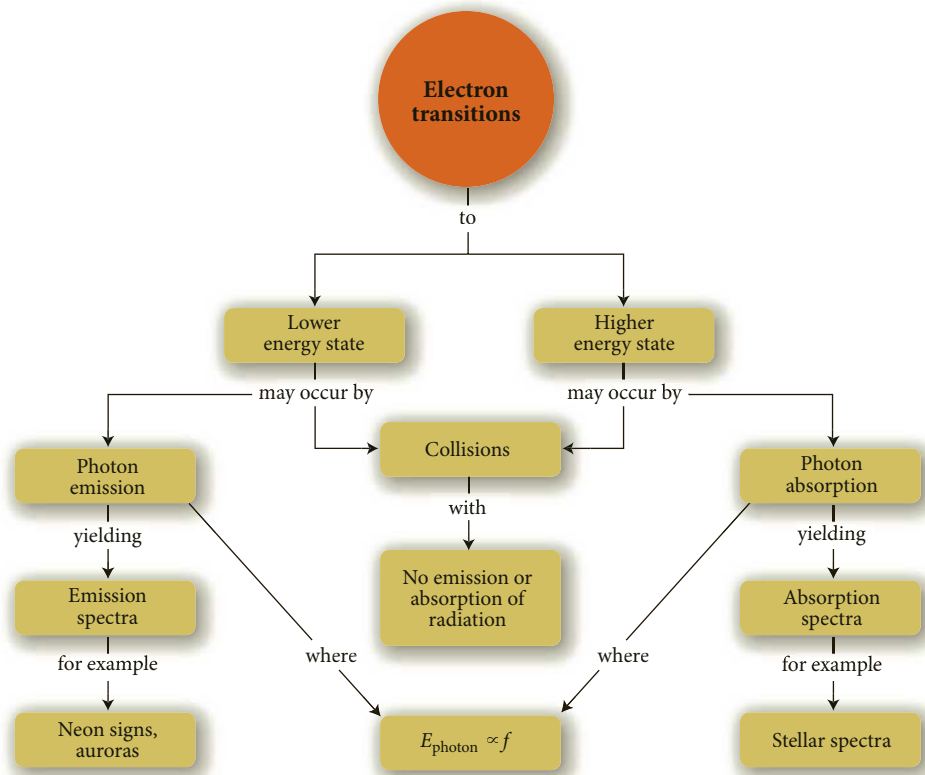 Electron
transitions
to
Lower
energy state
Higher
energy state
may occur by
may occur by
Photon
emission
Collisions
Photon
absorption
yielding
with
yielding
Emission
spectra
No emission or
absorption of
radiation
Absorption
spectra
for example
where
where
for example
Neon signs,
auroras
E_photon ∝ f
Stellar spectra